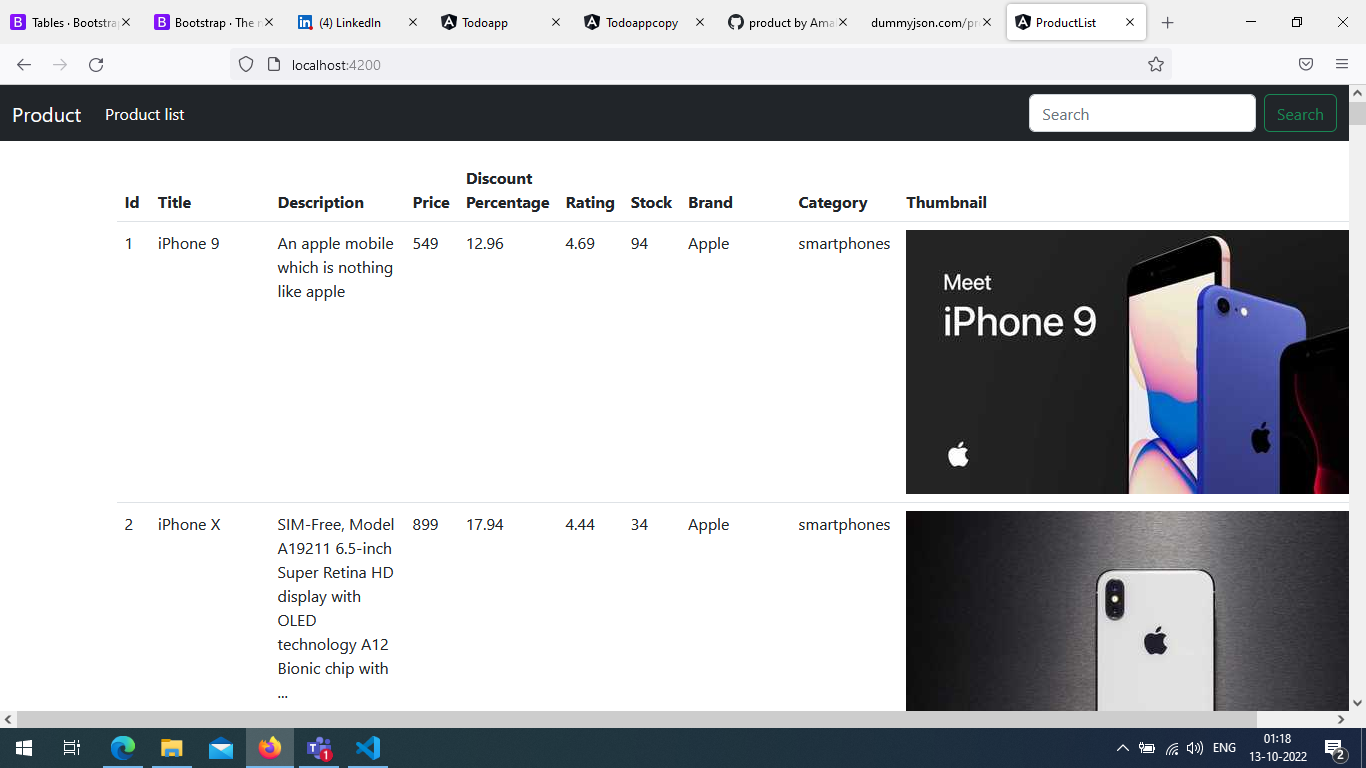 Tables · Bootstrap
Bootstrap · The m
(4) LinkedIn
Todoapp
Todoappcopy
product by Ama
dummyjson.com/pr
ProductList
localhost:4200
Product
Product list
Search
Search
Id
Title
Description
Price
Discount
Percentage
Rating
Stock
Brand
Category
Thumbnail
1
iPhone 9
An apple mobile
which is nothing
like apple
549
12.96
4.69
94
Apple
smartphones
Meet
iPhone 9
2
iPhone X
SIM-Free, Model
A19211 6.5-inch
Super Retina HD
display with
OLED
technology A12
Bionic chip with
...
899
17.94
4.44
34
Apple
smartphones
1
ENG
01:18
13-10-2022
2